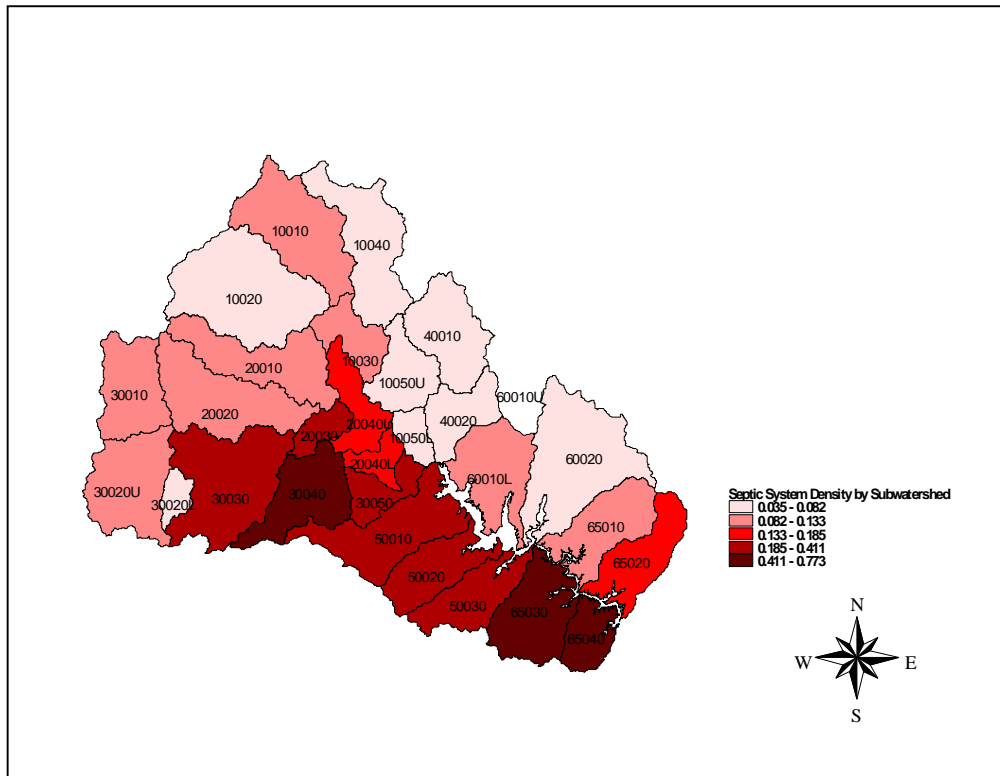 10010
10040
10020
40010
10030
20010
10050U
30010
60010U
20020
40020
20040U
20030
10050L
60020
20040L
60010L
30020U
30020L
30030
30040
30050
Septic System Density by Subwatershed
0.035 - 0.082
0.082 - 0.133
0.133 - 0.185
0.185 - 0.411
0.411 - 0.773
65010
50010
65020
50020
50030
65030
65040
N
W
E
S